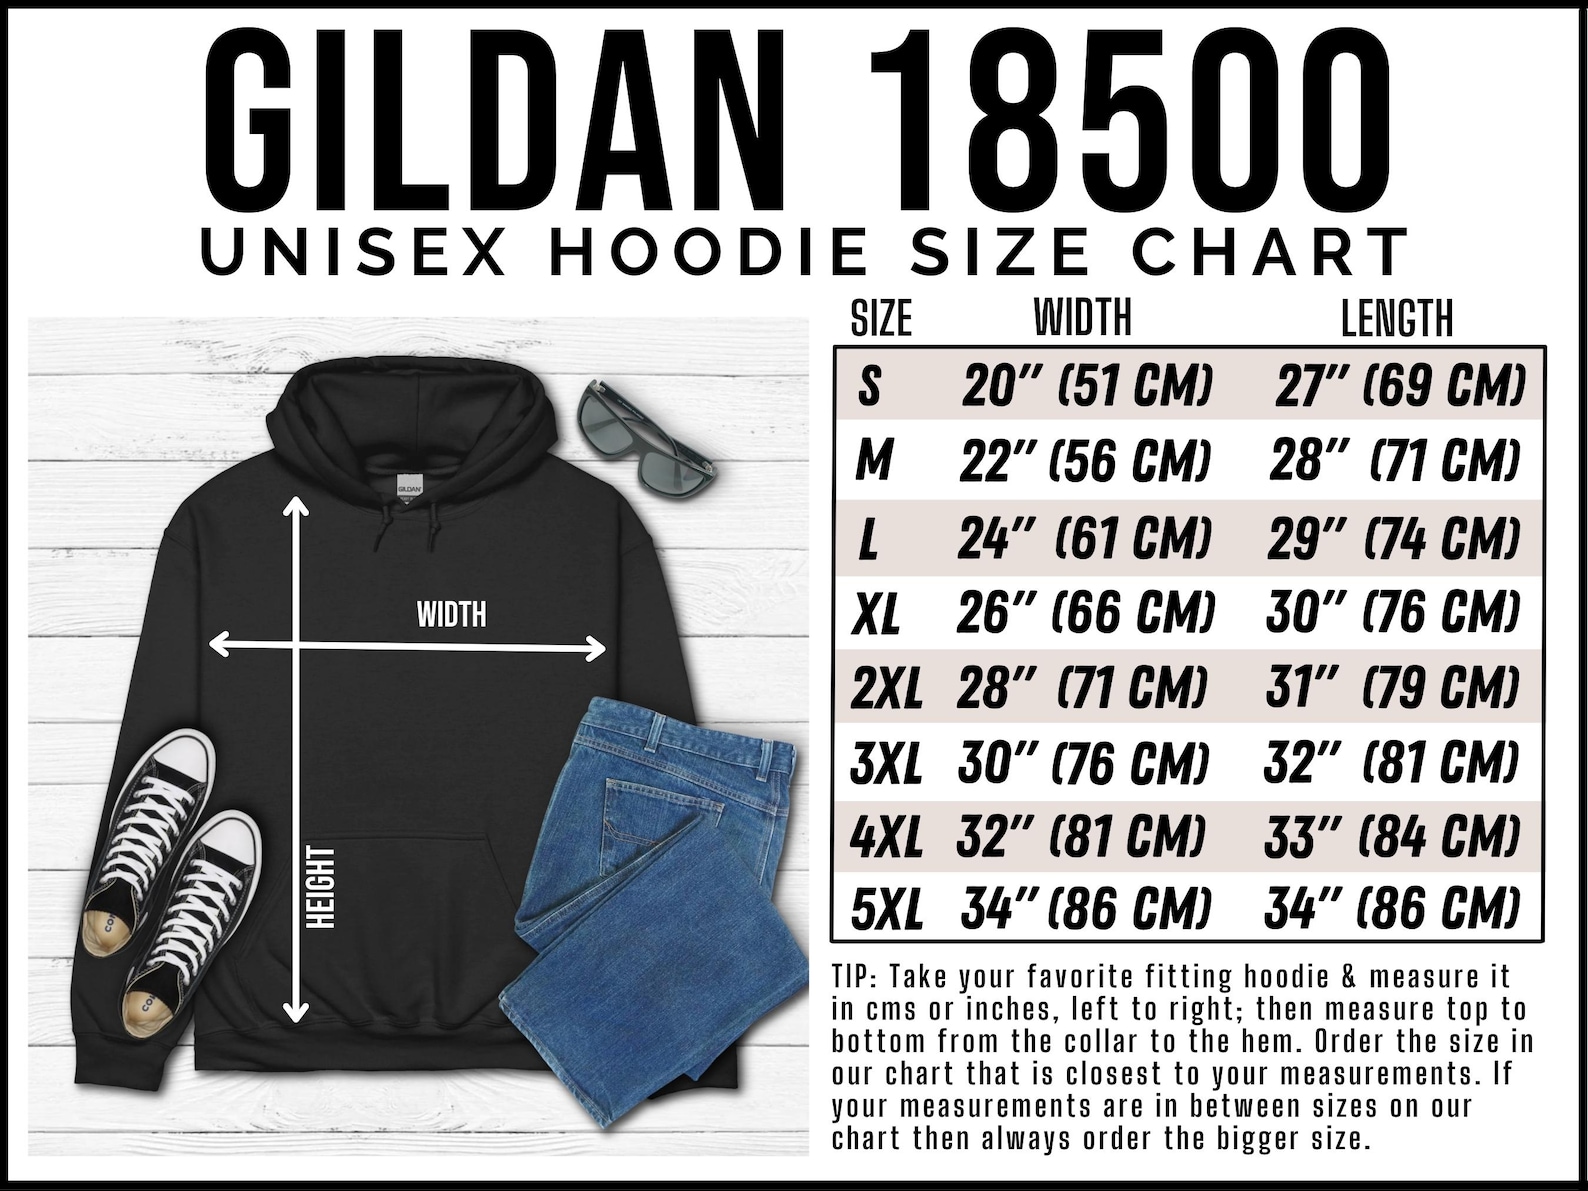 GILDAN 18500
UNISEX HOODIE SIZE CHART
SIZE WIDTH LENGTH
S 20" (51 CM) 27" (69 CM)
M 22" (56 CM) 28" (71 CM)
L 24" (61 CM) 29" (74 CM)
XL 26" (66 CM) 30" (76 CM)
2XL 28" (71 CM) 31" (79 CM)
3XL 30" (76 CM) 32" (81 CM)
4XL 32" (81 CM) 33" (84 CM)
5XL 34" (86 CM) 34" (86 CM)
TIP: Take your favorite fitting hoodie & measure it
in cms or inches, left to right; then measure top to
bottom from the collar to the hem. Order the size in
our chart that is closest to your measurements. If
your measurements are in between sizes on our
chart then always order the bigger size.
GILDAN
WIDTH
HEIGHT
CON
CON